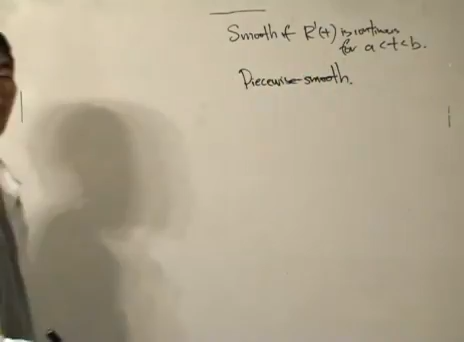 Smooth if R'(t) is continuous
for a < t < b.
Piecewise-smooth.